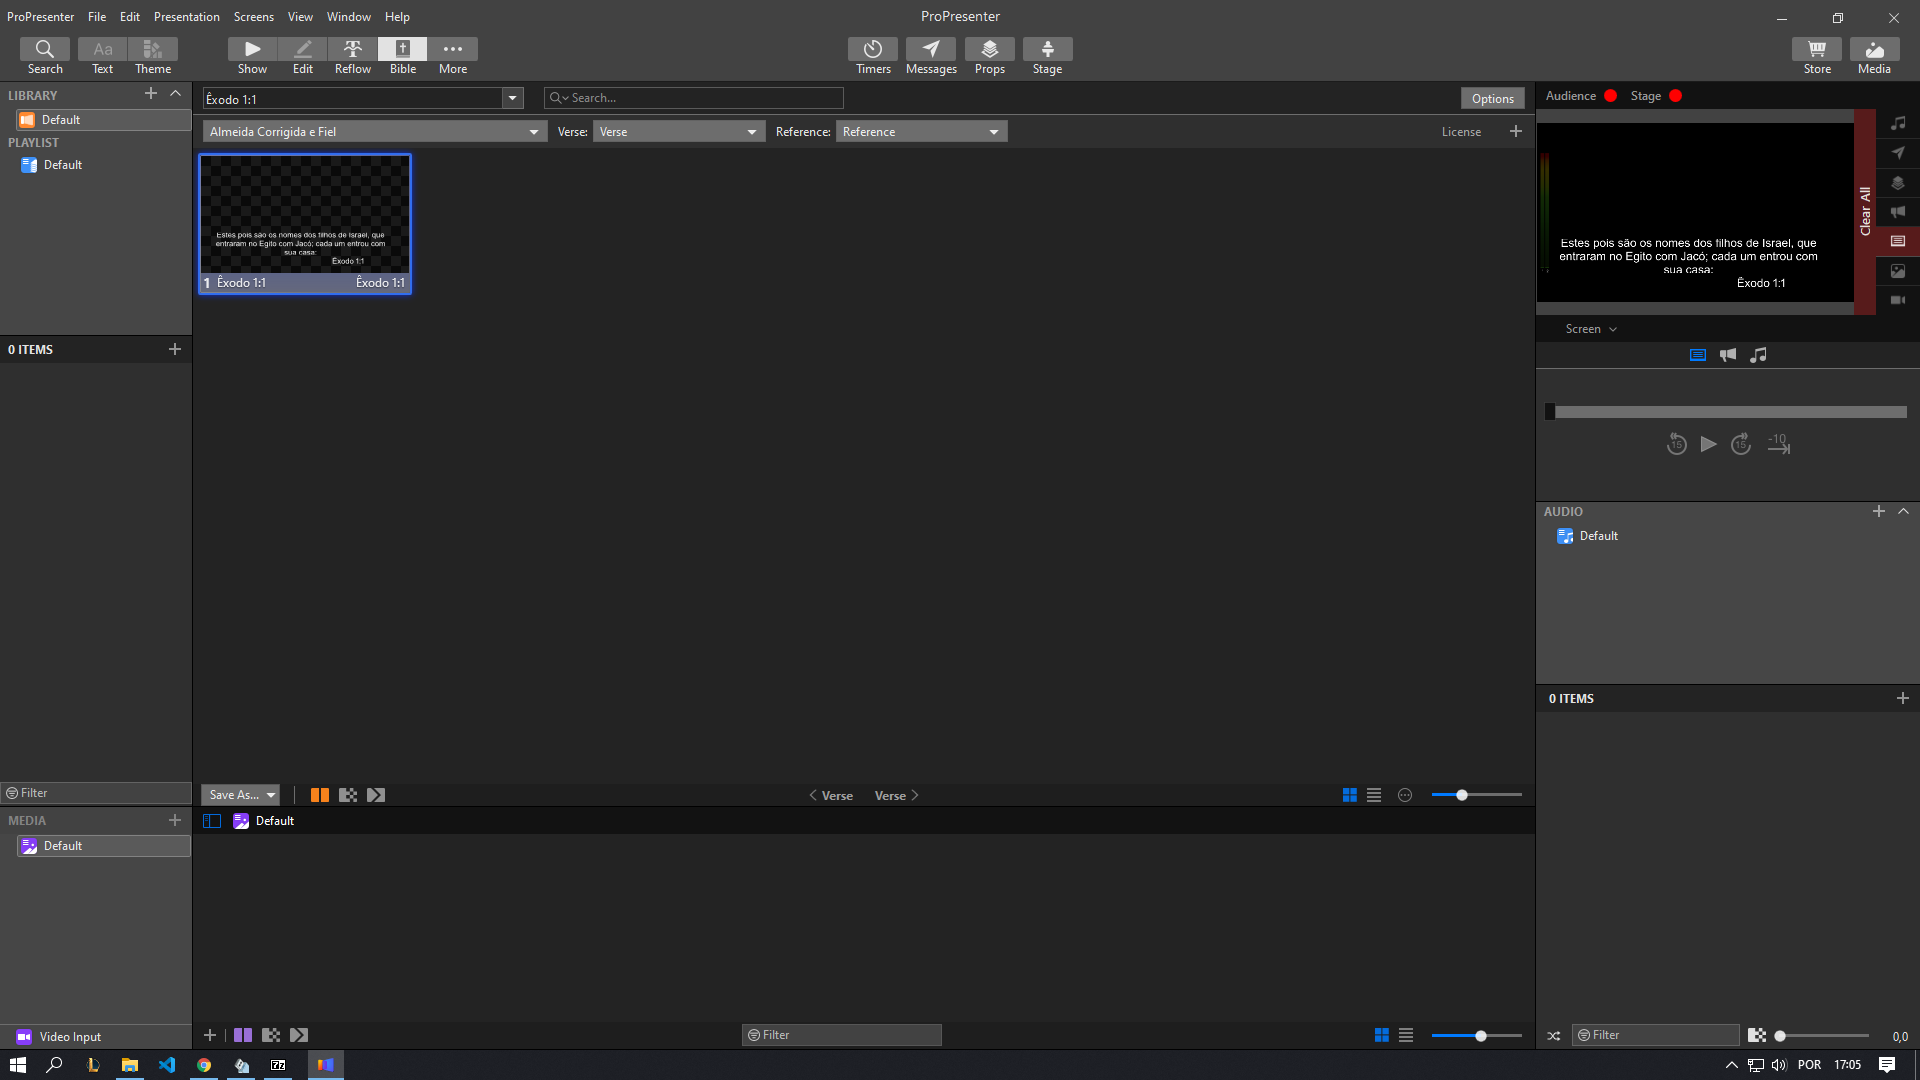 ProPresenter File Edit Presentation Screens View Window Help
ProPresenter
Search Text Theme Show Edit Reflow Bible More
Timers Messages Props Stage
Store Media
LIBRARY
Default
PLAYLIST
Default
0 ITEMS
Filter
MEDIA
Default
Video Input
Êxodo 1:1
Search...
Options
Almeida Corrigida e Fiel Verse: Verse Reference: Reference License
Estes pois são os nomes dos filhos de Israel, que
entraram no Egito com Jacó; cada um entrou com
sua casa:
Êxodo 1:1
1 Êxodo 1:1 Êxodo 1:1
Save As...
Verse Verse
Default
Filter
Audience Stage
Clear All
Estes pois são os nomes dos filhos de Israel, que
entraram no Egito com Jacó; cada um entrou com
sua casa:
Êxodo 1:1
Screen
15 15 -10
AUDIO
Default
0 ITEMS
Filter 0,0
POR 17:05